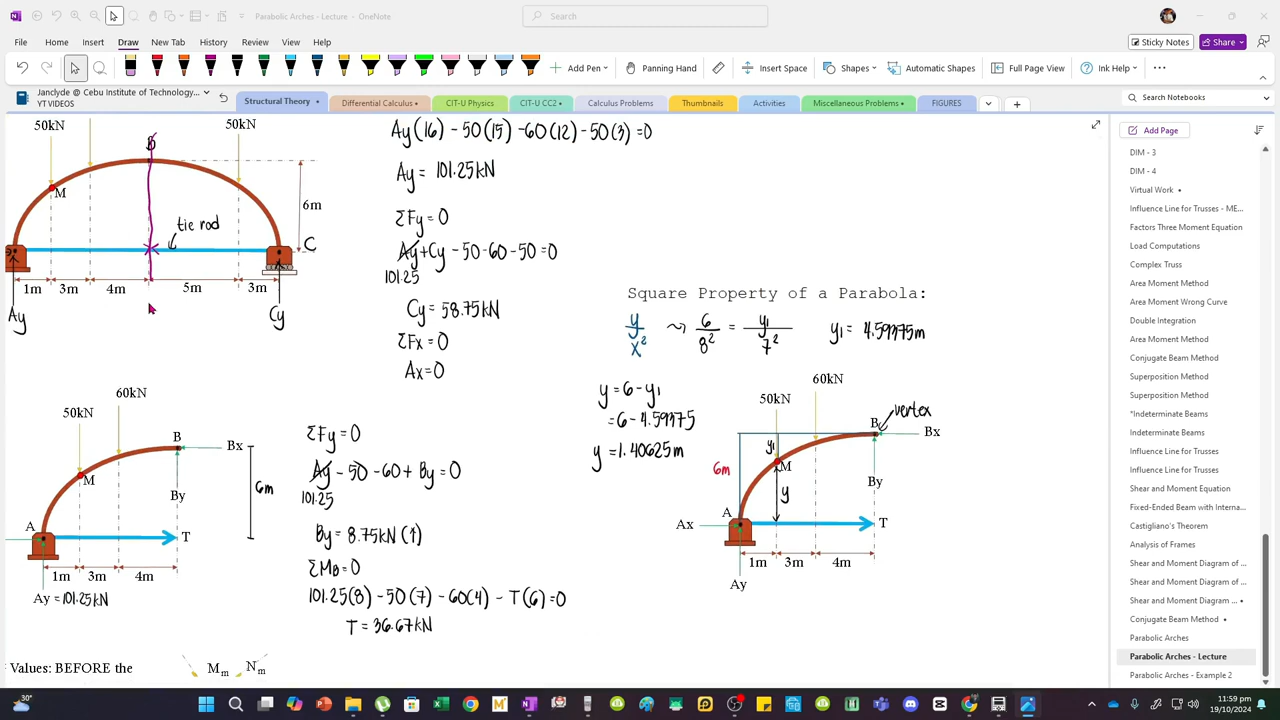 Parabolic Arches - Lecture - OneNote
Search
File Home Insert Draw New Tab History Review View Help
Sticky Notes Share
Add Pen Panning Hand Insert Space Shapes Automatic Shapes Full Page View Ink Help
Janclyde @ Cebu Institute of Technology...
YT VIDEOS
Structural Theory Differential Calculus CIT-U Physics CIT-U CC2 Calculus Problems Thumbnails Activities Miscellaneous Problems FIGURES
Search Notebooks
Add Page
DIM - 3
DIM - 4
Virtual Work
Influence Line for Trusses - ME...
Factors Three Moment Equation
Load Computations
Complex Truss
Area Moment Method
Area Moment Wrong Curve
Double Integration
Area Moment Method
Conjugate Beam Method
Superposition Method
Superposition Method
*Indeterminate Beams
Indeterminate Beams
Influence Line for Trusses
Influence Line for Trusses
Shear and Moment Equation
Fixed-Ended Beam with Interna...
Castigliano's Theorem
Analysis of Frames
Shear and Moment Diagram of ...
Shear and Moment Diagram of ...
Shear and Moment Diagram ...
Conjugate Beam Method
Parabolic Arches
Parabolic Arches - Lecture
Parabolic Arches - Example 2
50kN 50kN
B
M
6m
tie rod
C
1m 3m 4m 5m 3m
Ay Cy
Ay(16) - 50(15) - 60(12) - 50(3) = 0
Ay = 101.25kN
ΣFy = 0
Ay + Cy - 50 - 60 - 50 = 0
101.25
Cy = 58.75kN
ΣFx = 0
Ax = 0
Square Property of a Parabola:
y/x² ⇝ 6/8² = y₁/7² y₁ = 4.59375m
y = 6 - y₁
= 6 - 4.59375
y = 1.40625m
60kN
50kN
B Bx
M
By
6m
A T
1m 3m 4m
Ay = 101.25kN
ΣFy = 0
Ay - 50 - 60 + By = 0
101.25
By = 8.75kN (↑)
ΣMB = 0
101.25(8) - 50(7) - 60(4) - T(6) = 0
T = 36.67kN
60kN
50kN
vertex
B Bx
y₁
M
6m
y
By
A
Ax T
1m 3m 4m
Ay
Values: BEFORE the
Mm Nm
30°
11:59 pm
19/10/2024